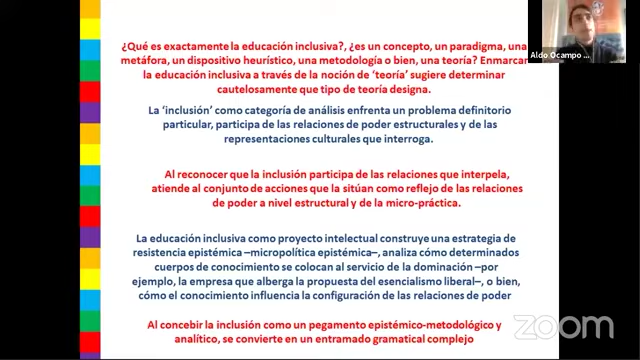 ¿Qué es exactamente la educación inclusiva?, ¿es un concepto, un paradigma, una
metáfora, un dispositivo heurístico, una metodología o bien, una teoría? Enmarcar
la educación inclusiva a través de la noción de ‘teoría’ sugiere determinar
cautelosamente que tipo de teoría designa.
La ‘inclusión’ como categoría de análisis enfrenta un problema definitorio
particular, participa de las relaciones de poder estructurales y de las
representaciones culturales que interroga.
Al reconocer que la inclusión participa de las relaciones que interpela,
atiende al conjunto de acciones que la sitúan como reflejo de las relaciones
de poder a nivel estructural y de la micro-práctica.
La educación inclusiva como proyecto intelectual construye una estrategia de
resistencia epistémica –micropolítica epistémica–, analiza cómo determinados
cuerpos de conocimiento se colocan al servicio de la dominación –por
ejemplo, la empresa que alberga la propuesta del esencialismo liberal–, o bien,
cómo el conocimiento influencia la configuración de las relaciones de poder
Al concebir la inclusión como un pegamento epistémico-metodológico y
analítico, se convierte en un entramado gramatical complejo
Aldo Ocampo ...
zoom